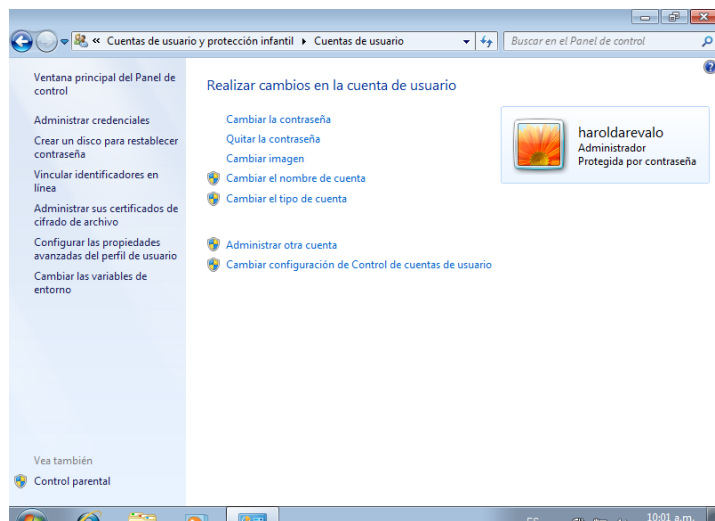 « Cuentas de usuario y protección infantil ▸ Cuentas de usuario
Buscar en el Panel de control
Ventana principal del Panel de
control
Administrar credenciales
Crear un disco para restablecer
contraseña
Vincular identificadores en
línea
Administrar sus certificados de
cifrado de archivo
Configurar las propiedades
avanzadas del perfil de usuario
Cambiar las variables de
entorno
Vea también
Control parental
Realizar cambios en la cuenta de usuario
Cambiar la contraseña
Quitar la contraseña
Cambiar imagen
Cambiar el nombre de cuenta
Cambiar el tipo de cuenta
Administrar otra cuenta
Cambiar configuración de Control de cuentas de usuario
haroldarevalo
Administrador
Protegida por contraseña
10:01 a.m.